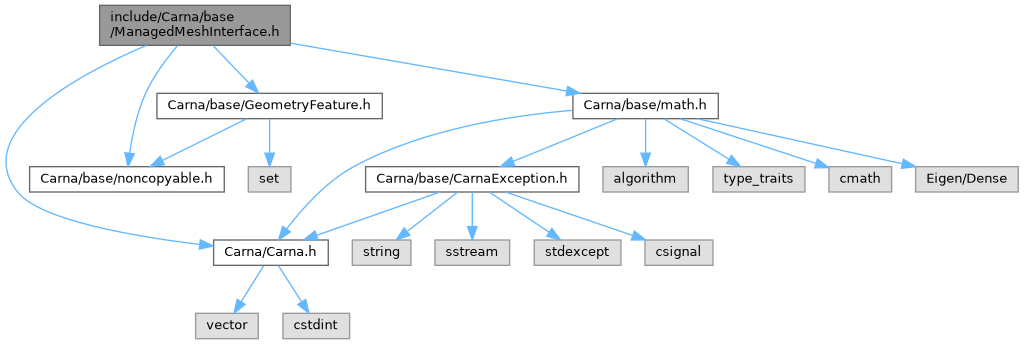 include/Carna/base
/ManagedMeshInterface.h
Carna/base/GeometryFeature.h
Carna/base/math.h
Carna/base/noncopyable.h
set
Carna/base/CarnaException.h
algorithm
type_traits
cmath
Eigen/Dense
Carna/Carna.h
string
sstream
stdexcept
csignal
vector
cstdint